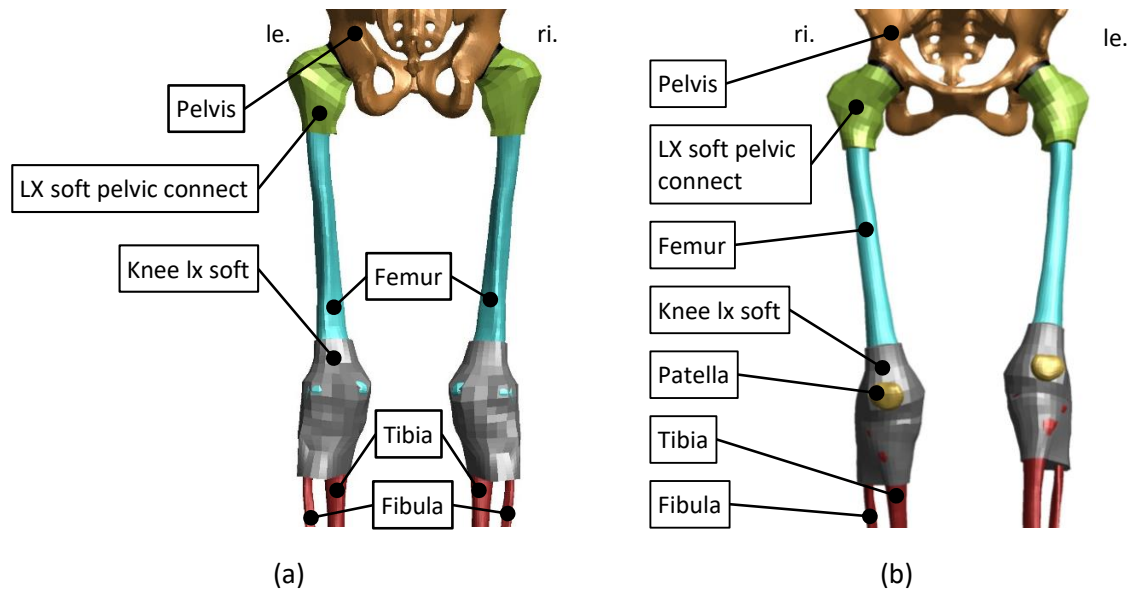 le.
ri.
Pelvis
LX soft pelvic connect
Knee lx soft
Femur
Tibia
Fibula
(a)
ri.
le.
Pelvis
LX soft pelvic
connect
Femur
Knee lx soft
Patella
Tibia
Fibula
(b)